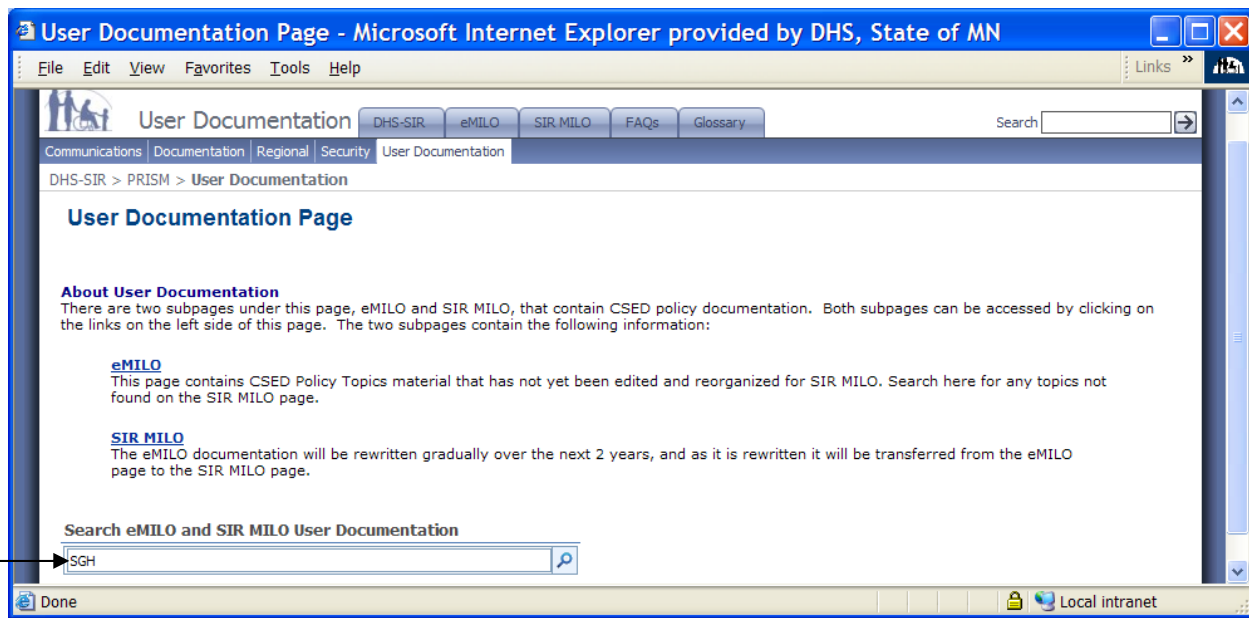 User Documentation Page - Microsoft Internet Explorer provided by DHS, State of MN
File Edit View Favorites Tools Help Links »
User Documentation DHS-SIR eMILO SIR MILO FAQs Glossary Search
Communications Documentation Regional Security User Documentation
DHS-SIR > PRISM > User Documentation
User Documentation Page
About User Documentation
There are two subpages under this page, eMILO and SIR MILO, that contain CSED policy documentation. Both subpages can be accessed by clicking on
the links on the left side of this page. The two subpages contain the following information:
eMILO
This page contains CSED Policy Topics material that has not yet been edited and reorganized for SIR MILO. Search here for any topics not
found on the SIR MILO page.
SIR MILO
The eMILO documentation will be rewritten gradually over the next 2 years, and as it is rewritten it will be transferred from the eMILO
page to the SIR MILO page.
Search eMILO and SIR MILO User Documentation
SGH
Done Local intranet